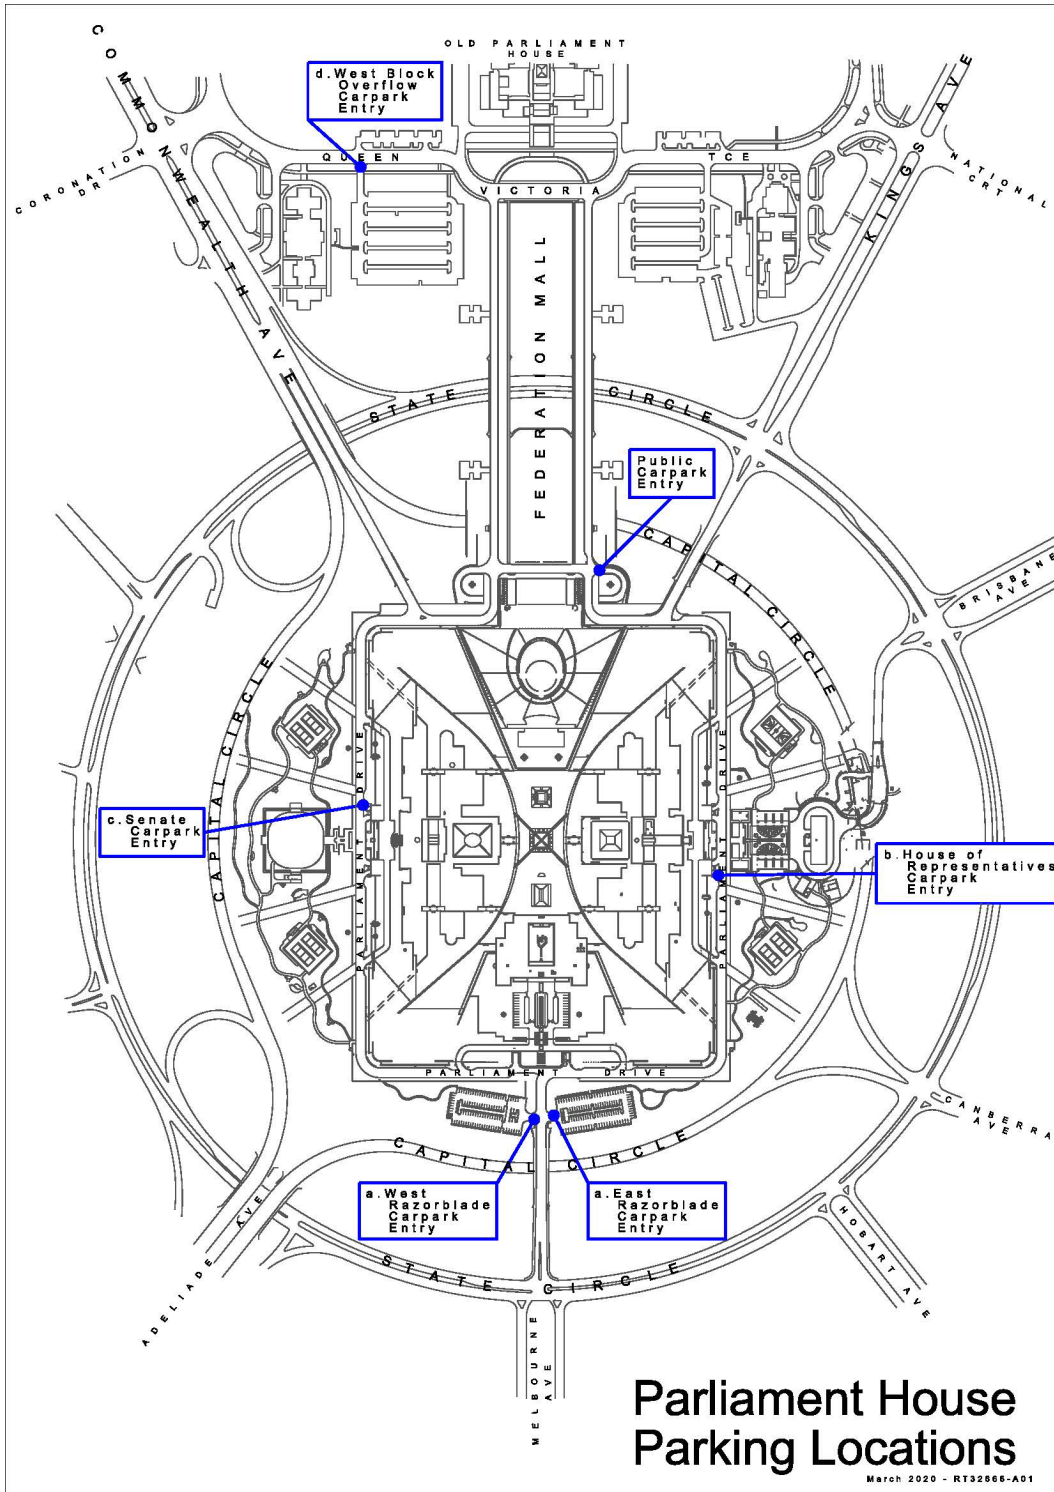 OLD PARLIAMENT
HOUSE
COMMONWEALTH AVE
KINGS AVE
d. West Block
Overflow
Carpark
Entry
CORONATION
DR
QUEEN
VICTORIA
TCE
NATIONAL
CRT
FEDERATION MALL
STATE CIRCLE
Public
Carpark
Entry
CAPITAL CIRCLE
BRISBANE
AVE
CAPITAL CIRCLE
PARLIAMENT DRIVE
PARLIAMENT DRIVE
c. Senate
Carpark
Entry
b. House of
Representatives
Carpark
Entry
PARLIAMENT DRIVE
CANBERRA
AVE
CAPITAL CIRCLE
a. West
Razorblade
Carpark
Entry
a. East
Razorblade
Carpark
Entry
ADELIADE AVE
HOBART AVE
STATE CIRCLE
MELBOURNE
AVE
Parliament House
Parking Locations
March 2020 - RT32666-A01